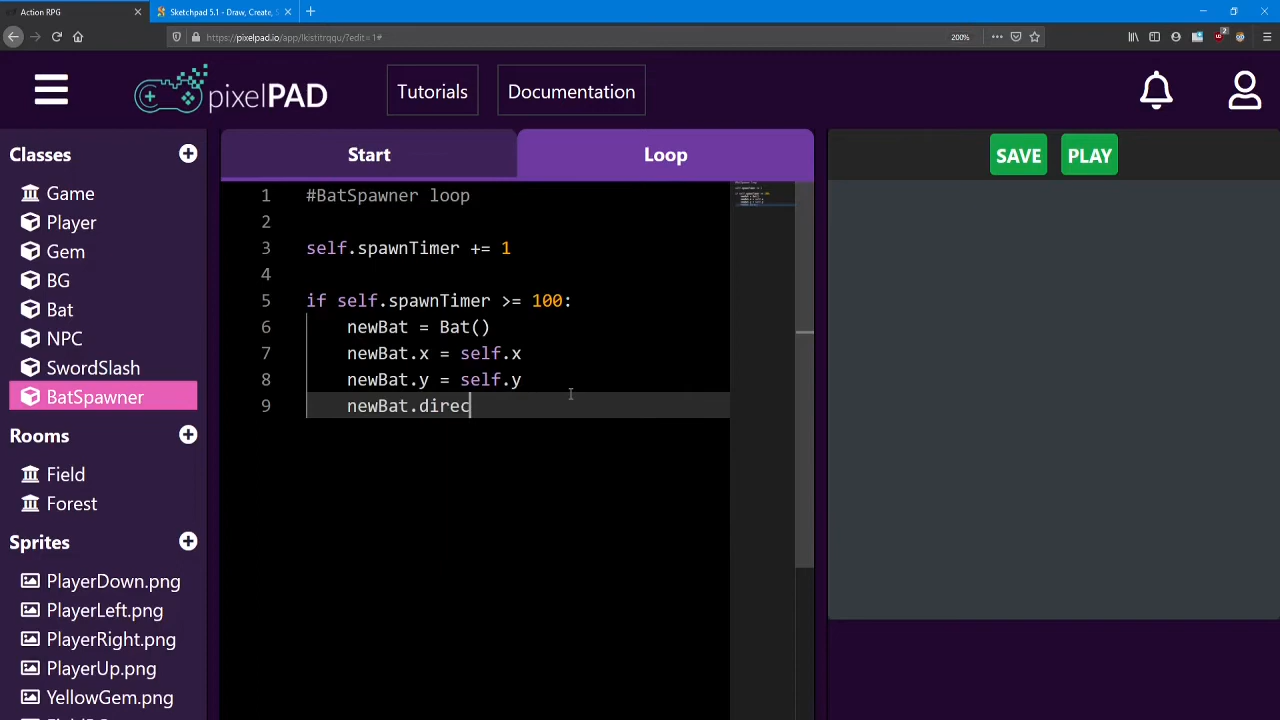 Action RPG
Sketchpad 5.1 - Draw, Create, S
https://pixelpad.io/app/lkistitrqqu/?edit=1#
200%
2
pixelPAD
Tutorials
Documentation
Classes
Game
Player
Gem
BG
Bat
NPC
SwordSlash
BatSpawner
Rooms
Field
Forest
Sprites
PlayerDown.png
PlayerLeft.png
PlayerRight.png
PlayerUp.png
YellowGem.png
Start
Loop
1 #BatSpawner loop
2
3 self.spawnTimer += 1
4
5 if self.spawnTimer >= 100:
6 newBat = Bat()
7 newBat.x = self.x
8 newBat.y = self.y
9 newBat.direc
SAVE
PLAY